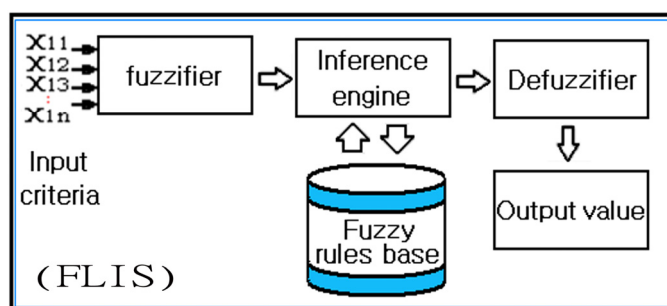 X11
X12
X13
X1n
Input
criteria
fuzzifier
Inference
engine
Defuzzifier
Fuzzy
rules base
Output value
(FLIS)